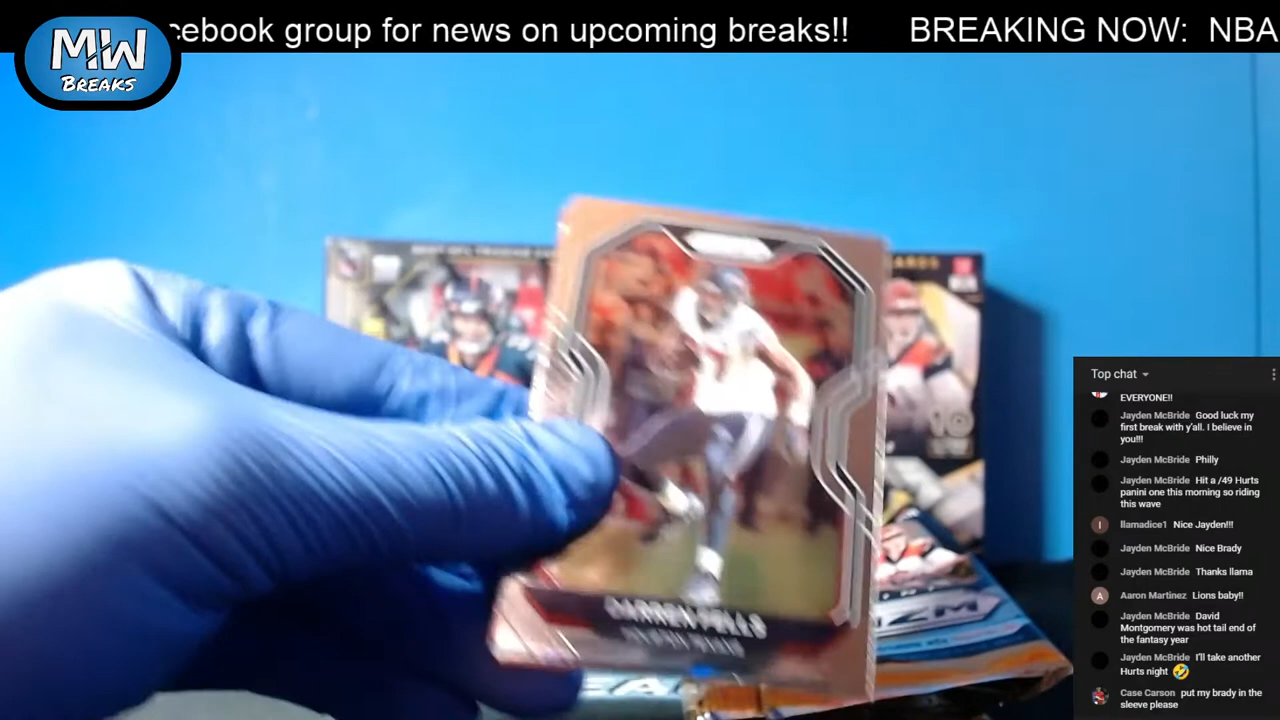 cebook group for news on upcoming breaks!! BREAKING NOW: NBA
MW
BREAKS
DARREN FELLS
Top chat
EVERYONE!!
Jayden McBride Good luck my
first break with y'all. I believe in
you!!!
Jayden McBride Philly
Jayden McBride Hit a /49 Hurts
panini one this morning so riding
this wave
llamadice1 Nice Jayden!!!
Jayden McBride Nice Brady
Jayden McBride Thanks llama
Aaron Martinez Lions baby!!
Jayden McBride David
Montgomery was hot tail end of
the fantasy year
Jayden McBride I'll take another
Hurts night 🤣
Case Carson put my brady in the
sleeve please